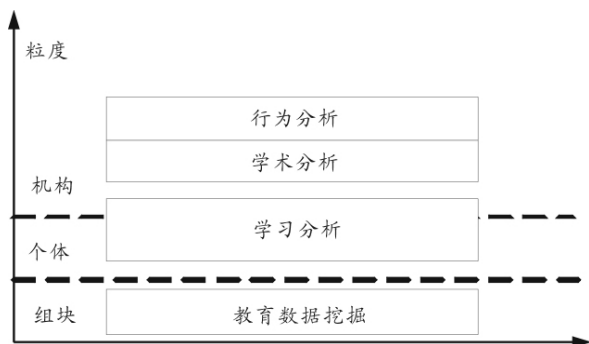 粒度
行为分析
学术分析
机构
学习分析
个体
组块
教育数据挖掘